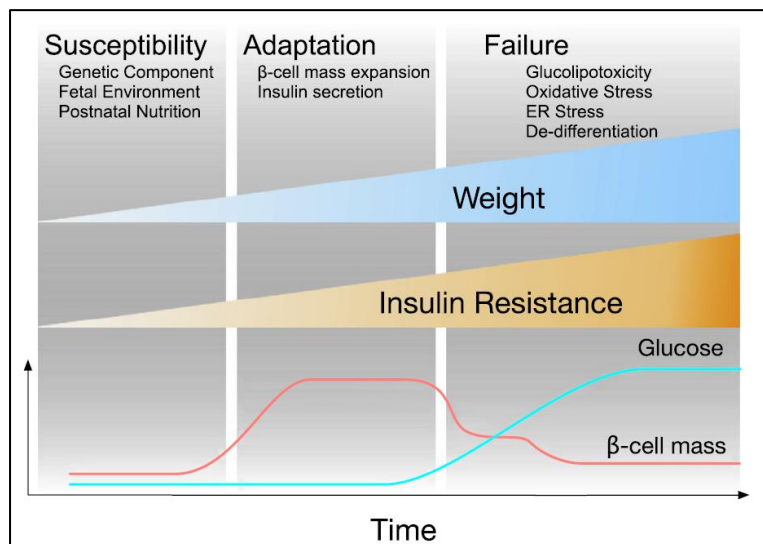 Susceptibility
Genetic Component
Fetal Environment
Postnatal Nutrition
Adaptation
β-cell mass expansion
Insulin secretion
Failure
Glucolipotoxicity
Oxidative Stress
ER Stress
De-differentiation
Weight
Insulin Resistance
Glucose
β-cell mass
Time